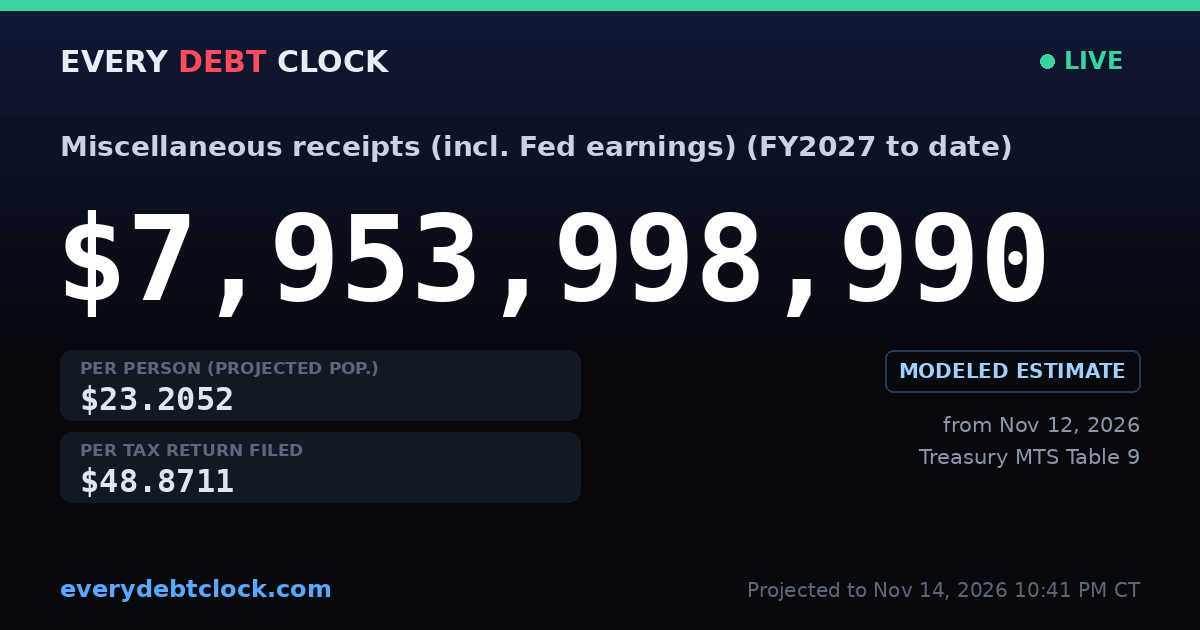 EVERY DEBT CLOCK
LIVE
Miscellaneous receipts (incl. Fed earnings) (FY2027 to date)
$7,953,998,990
PER PERSON (PROJECTED POP.)
$23.2052
PER TAX RETURN FILED
$48.8711
MODELED ESTIMATE
from Nov 12, 2026
Treasury MTS Table 9
everydebtclock.com
Projected to Nov 14, 2026 10:41 PM CT